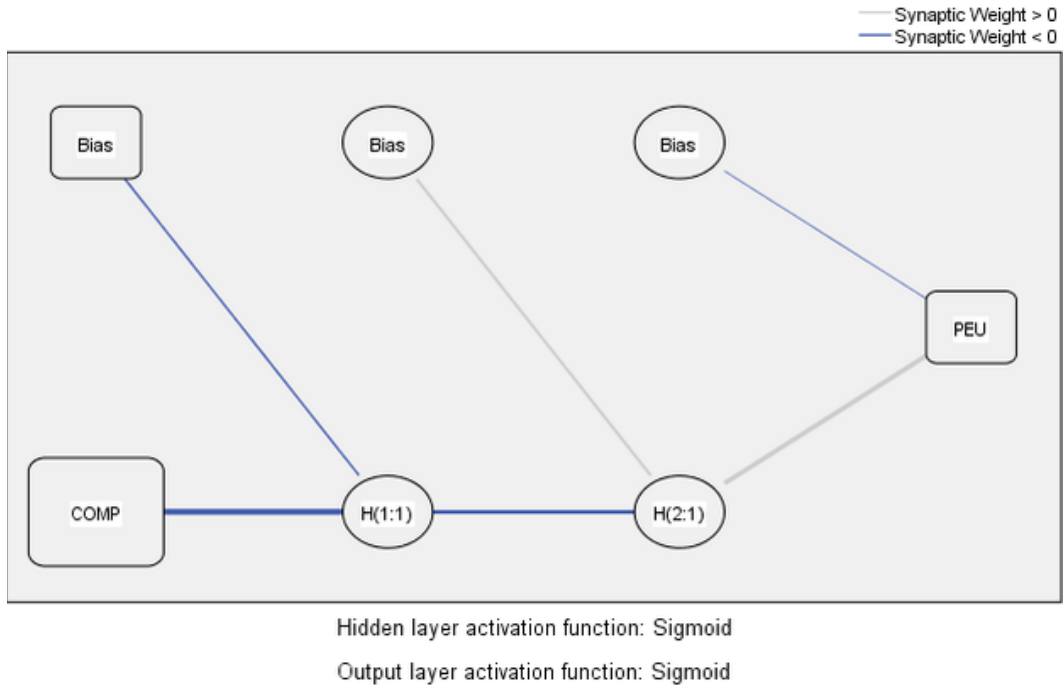 Synaptic Weight > 0
Synaptic Weight < 0
Bias
Bias
Bias
PEU
COMP
H(1:1)
H(2:1)
Hidden layer activation function: Sigmoid
Output layer activation function: Sigmoid